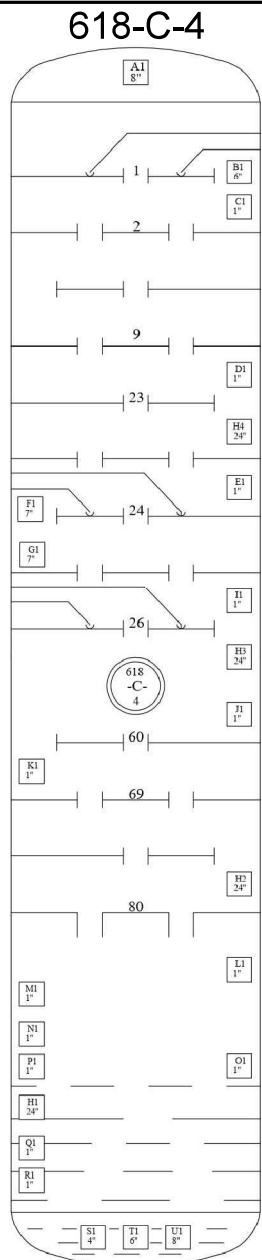 618-C-4
A1
8"
1
B1
6"
C1
1"
2
9
D1
1"
23
H4
24"
E1
1"
F1
7"
24
G1
7"
I1
1"
26
H3
24"
618
-C-
4
J1
1"
60
K1
1"
69
H2
24"
80
L1
1"
M1
1"
N1
1"
P1
1"
O1
1"
H1
24"
Q1
1"
R1
1"
S1
4"
T1
6"
U1
8"